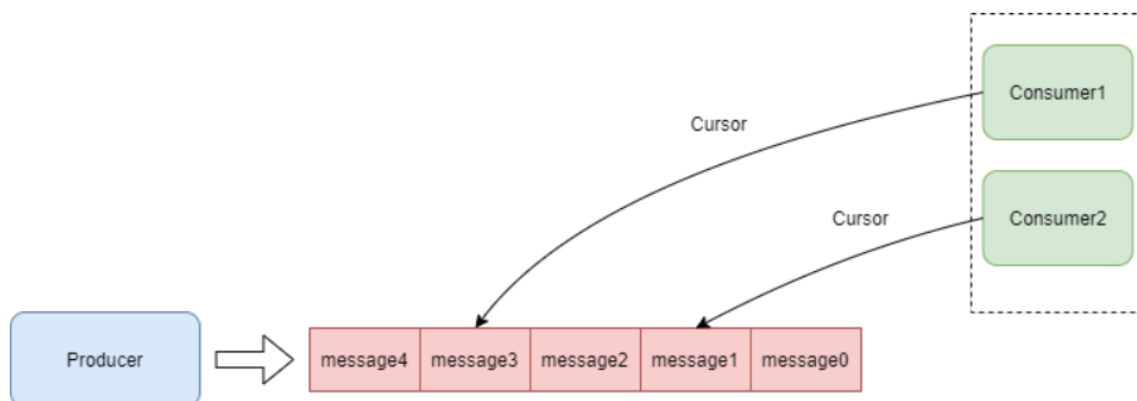 Consumer1
Cursor
Consumer2
Cursor
Producer
message4 message3 message2 message1 message0